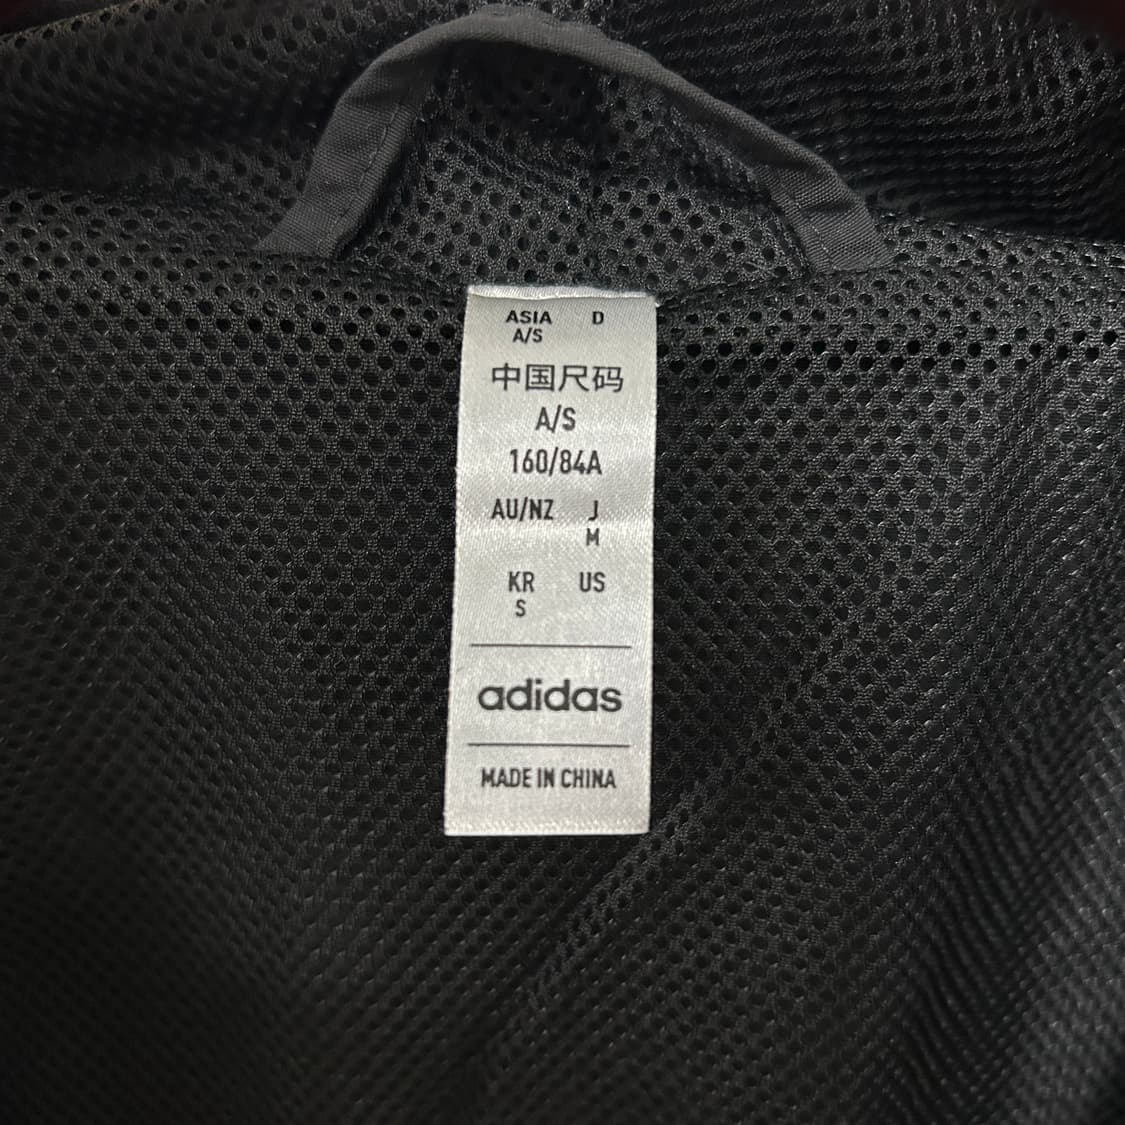 ASIA D
A/S
中国尺码
A/S
160/84A
AU/NZ J
M
KR US
S
adidas
MADE IN CHINA